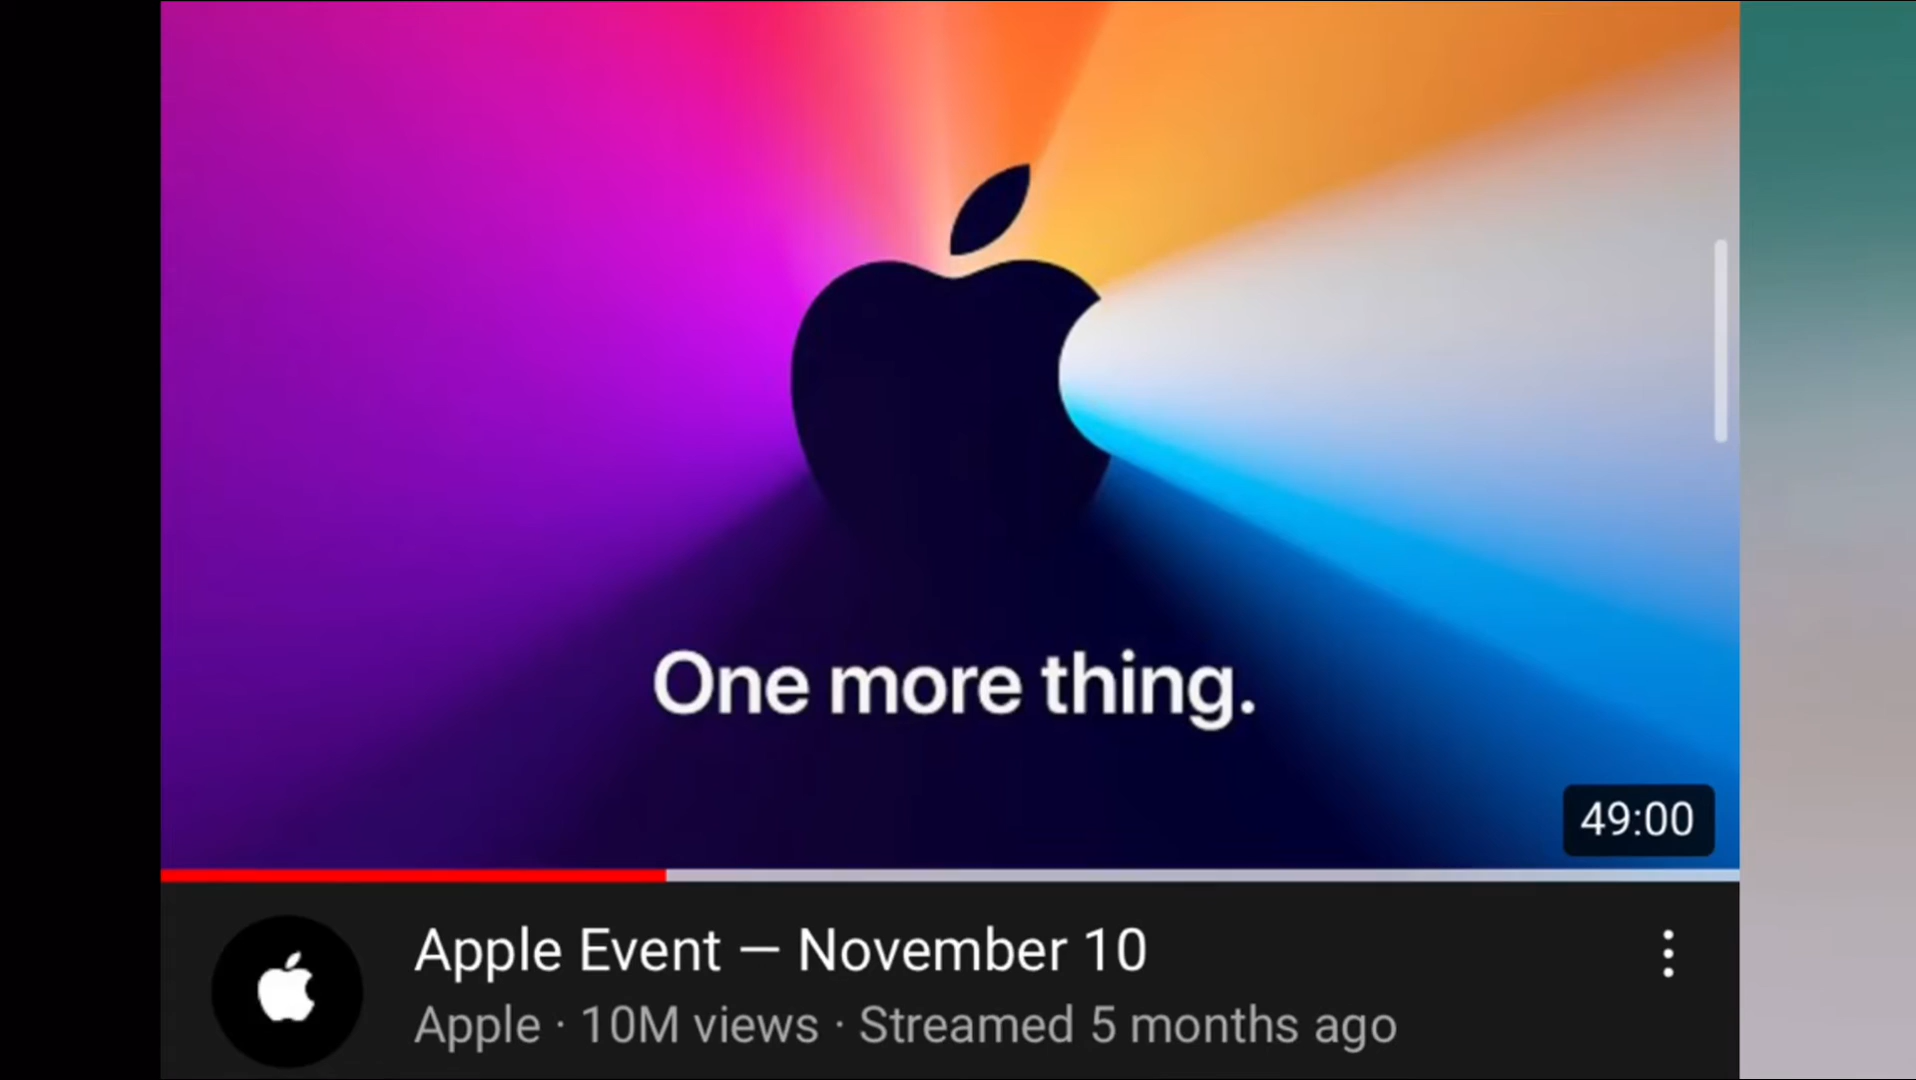 One more thing.
49:00
Apple Event — November 10
Apple · 10M views · Streamed 5 months ago